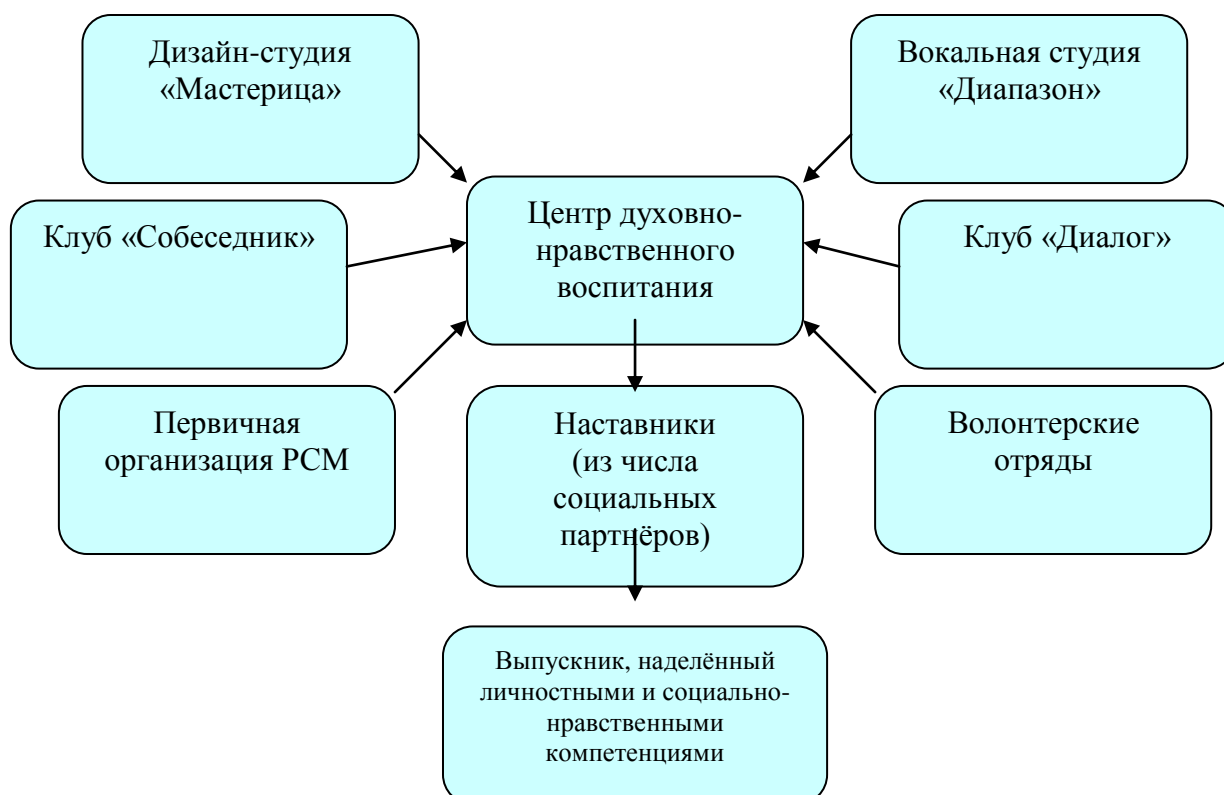 Дизайн-студия
«Мастерица»
Вокальная студия
«Диапазон»
Клуб «Собеседник»
Центр духовно-
нравственного
воспитания
Клуб «Диалог»
Первичная
организация РСМ
Наставники
(из числа
социальных
партнёров)
Волонтерские
отряды
Выпускник, наделённый
личностными и социально-
нравственными
компетенциями